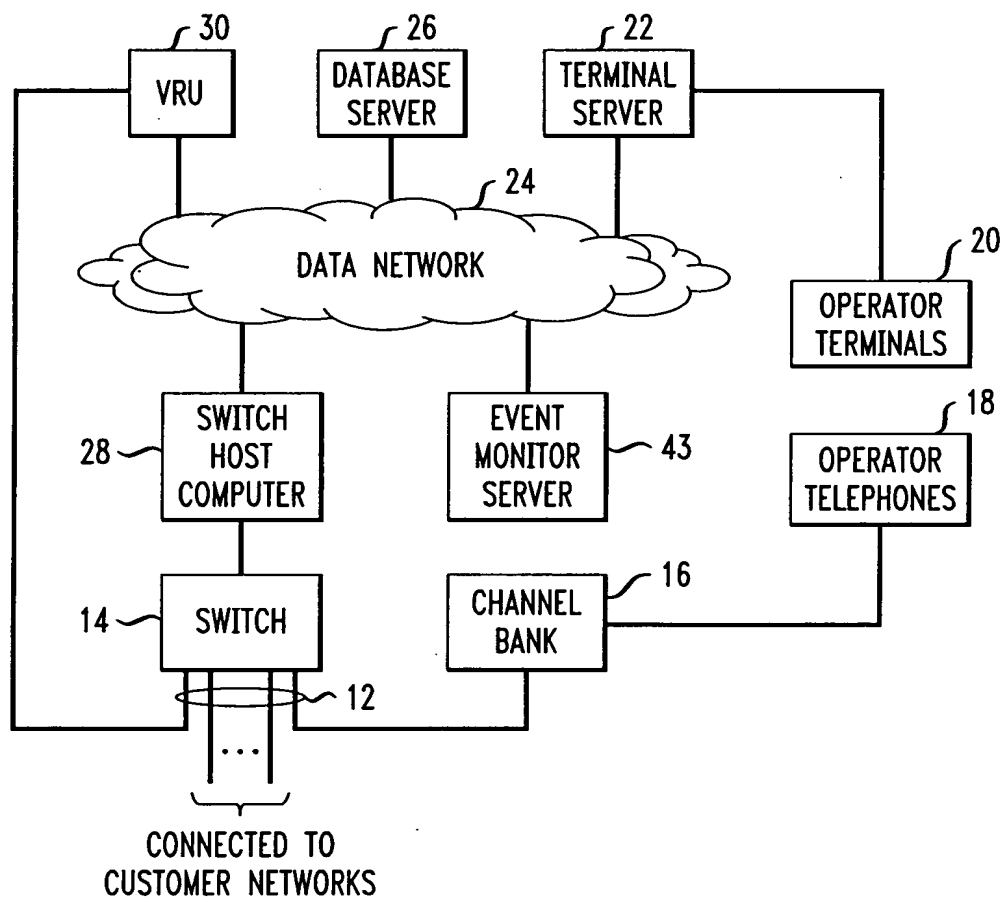 30
26
22
VRU
DATABASE
SERVER
TERMINAL
SERVER
24
DATA NETWORK
20
OPERATOR
TERMINALS
SWITCH
HOST
COMPUTER
28
EVENT
MONITOR
SERVER
43
18
OPERATOR
TELEPHONES
14
SWITCH
16
CHANNEL
BANK
12
...
CONNECTED TO
CUSTOMER NETWORKS